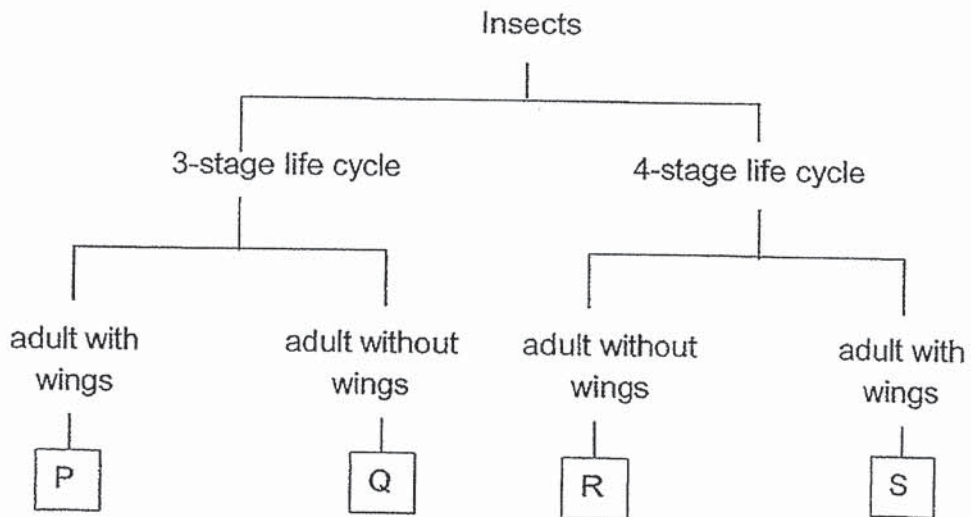 Insects
3-stage life cycle
4-stage life cycle
adult with
wings
adult without
wings
adult without
wings
adult with
wings
P
Q
R
S